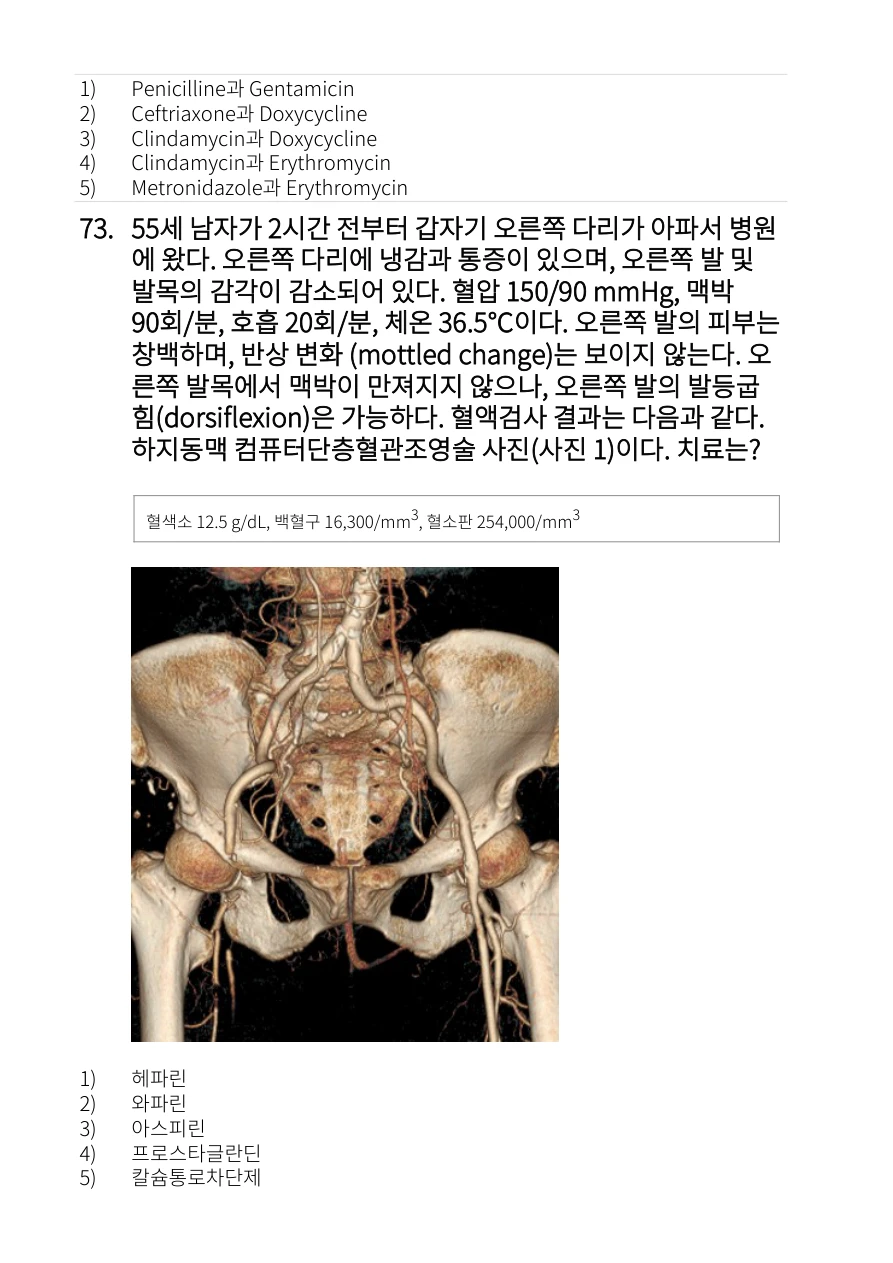 1) Penicilline과 Gentamicin
2) Ceftriaxone과 Doxycycline
3) Clindamycin과 Doxycycline
4) Clindamycin과 Erythromycin
5) Metronidazole과 Erythromycin
73. 55세 남자가 2시간 전부터 갑자기 오른쪽 다리가 아파서 병원
에 왔다. 오른쪽 다리에 냉감과 통증이 있으며, 오른쪽 발 및
발목의 감각이 감소되어 있다. 혈압 150/90 mmHg, 맥박
90회/분, 호흡 20회/분, 체온 36.5℃이다. 오른쪽 발의 피부는
창백하며, 반상 변화 (mottled change)는 보이지 않는다. 오
른쪽 발목에서 맥박이 만져지지 않으나, 오른쪽 발의 발등굽
힘(dorsiflexion)은 가능하다. 혈액검사 결과는 다음과 같다.
하지동맥 컴퓨터단층혈관조영술 사진(사진 1)이다. 치료는?
혈색소 12.5 g/dL, 백혈구 16,300/mm³, 혈소판 254,000/mm³
1) 헤파린
2) 와파린
3) 아스피린
4) 프로스타글란딘
5) 칼슘통로차단제